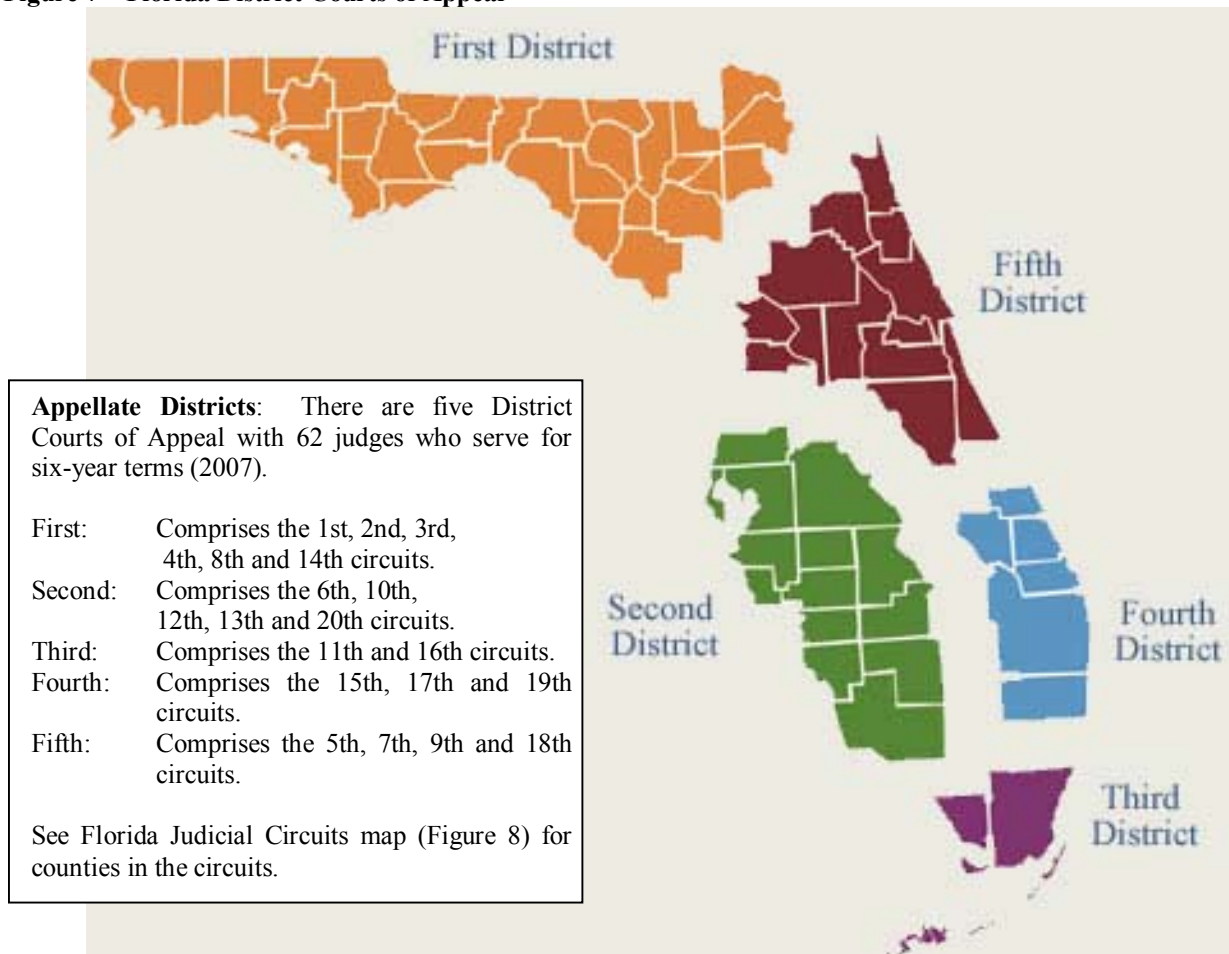 Figure 7 – Florida District Courts of Appeal
First District
Fifth
District
Appellate Districts: There are five District
Courts of Appeal with 62 judges who serve for
six-year terms (2007).
First: Comprises the 1st, 2nd, 3rd,
4th, 8th and 14th circuits.
Second: Comprises the 6th, 10th,
12th, 13th and 20th circuits.
Third: Comprises the 11th and 16th circuits.
Fourth: Comprises the 15th, 17th and 19th
circuits.
Fifth: Comprises the 5th, 7th, 9th and 18th
circuits.
See Florida Judicial Circuits map (Figure 8) for
counties in the circuits.
Second
District
Fourth
District
Third
District